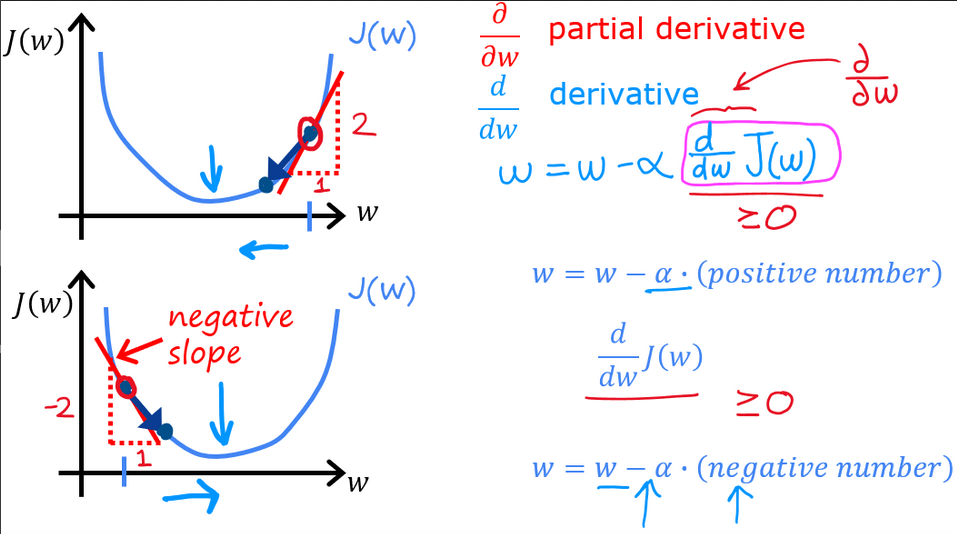 J(w)
J(w)
2
1
w
J(w)
J(w)
negative
slope
-2
1
w
∂/∂w partial derivative
d/dw derivative
∂/∂w
w = w - α d/dw J(w)
≥0
w = w − α · (positive number)
d/dw J(w)
≥0
w = w − α · (negative number)